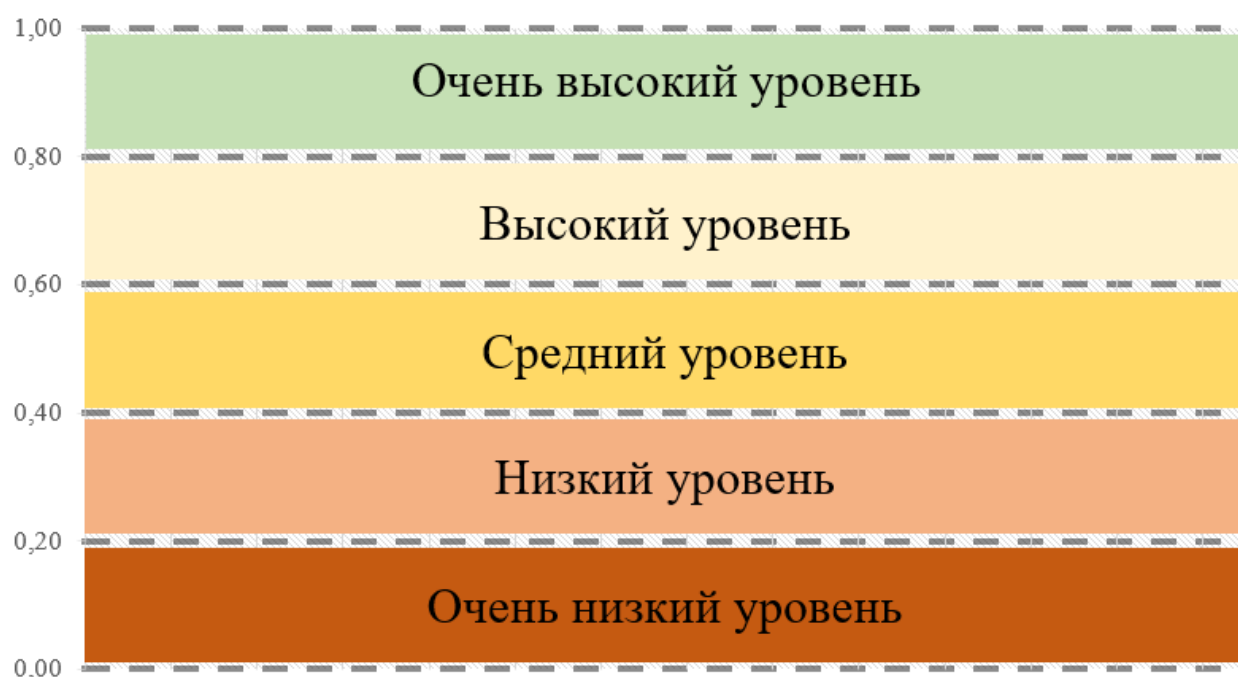 1,00
Очень высокий уровень
0,80
Высокий уровень
0,60
Средний уровень
0,40
Низкий уровень
0,20
Очень низкий уровень
0,00